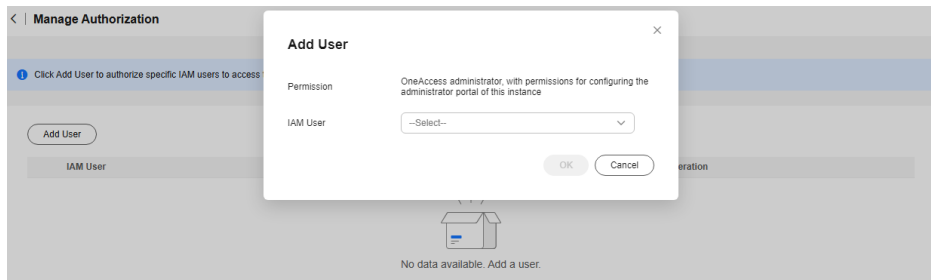 < | Manage Authorization
Click Add User to authorize specific IAM users to access
Add User
IAM User
eration
No data available. Add a user.
Add User
Permission
OneAccess administrator, with permissions for configuring the
administrator portal of this instance
IAM User
--Select--
OK
Cancel